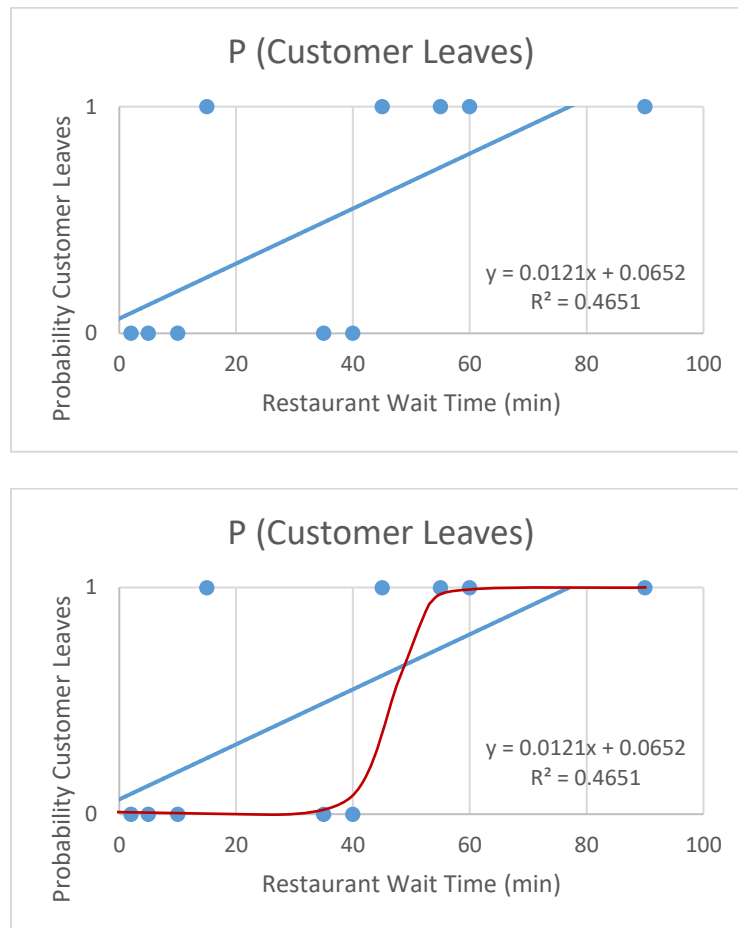 P (Customer Leaves)
Probability Customer Leaves
1
0
y = 0.0121x + 0.0652
R² = 0.4651
0 20 40 60 80 100
Restaurant Wait Time (min)
P (Customer Leaves)
Probability Customer Leaves
1
0
y = 0.0121x + 0.0652
R² = 0.4651
0 20 40 60 80 100
Restaurant Wait Time (min)